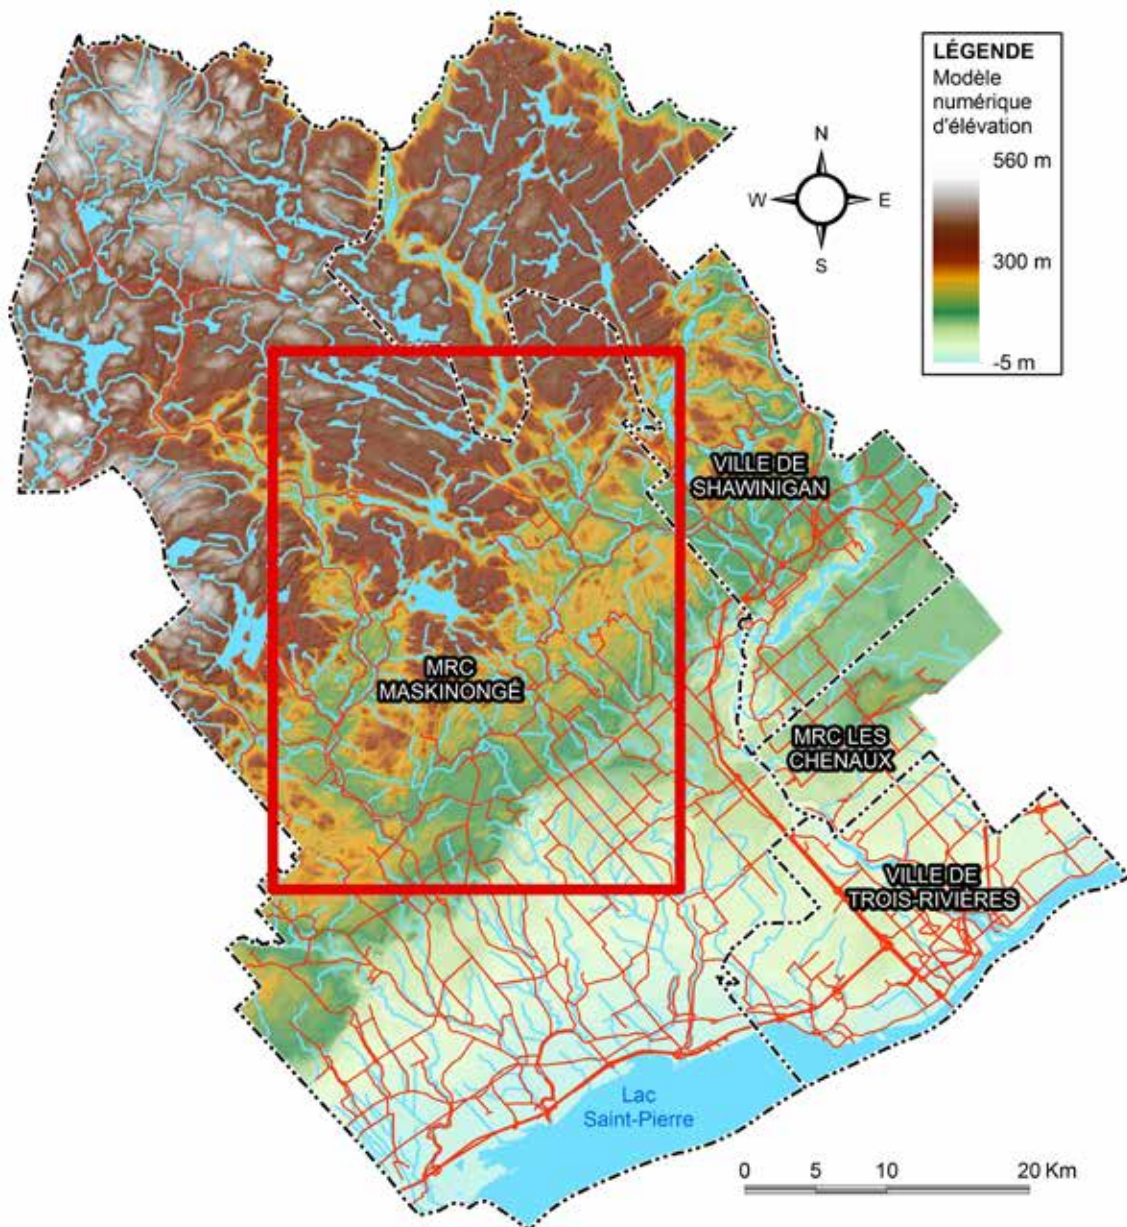 LÉGENDE
Modèle
numérique
d'élévation
560 m
300 m
-5 m
N
W
E
S
VILLE DE
SHAWINIGAN
MRC
MASKINONGÉ
MRC LES
CHENAUX
VILLE DE
TROIS-RIVIÈRES
Lac
Saint-Pierre
0 5 10 20 Km